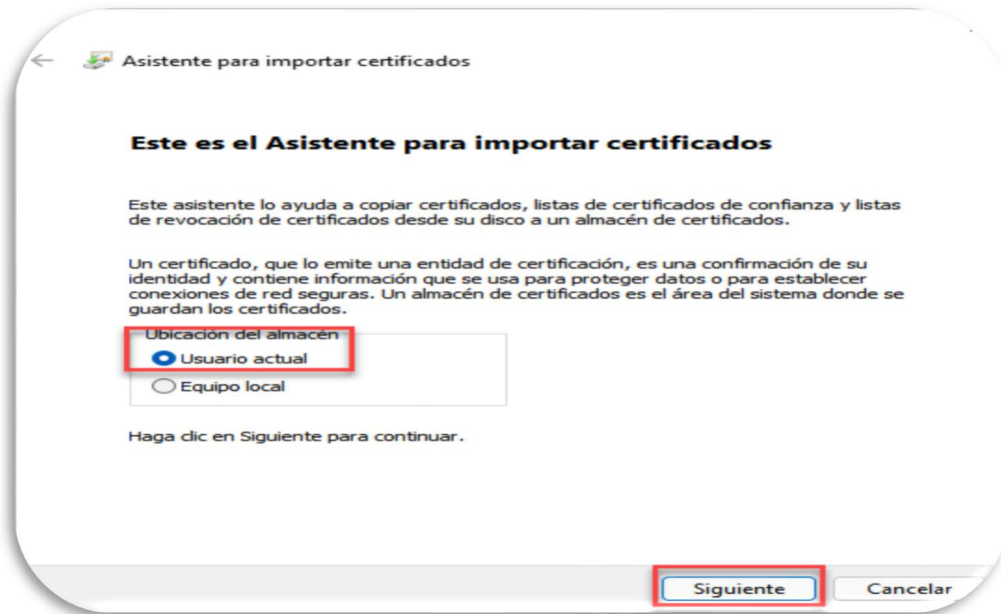 Asistente para importar certificados
Este es el Asistente para importar certificados
Este asistente lo ayuda a copiar certificados, listas de certificados de confianza y listas
de revocación de certificados desde su disco a un almacén de certificados.
Un certificado, que lo emite una entidad de certificación, es una confirmación de su
identidad y contiene información que se usa para proteger datos o para establecer
conexiones de red seguras. Un almacén de certificados es el área del sistema donde se
guardan los certificados.
Ubicación del almacén
Usuario actual
Equipo local
Haga clic en Siguiente para continuar.
Siguiente
Cancelar